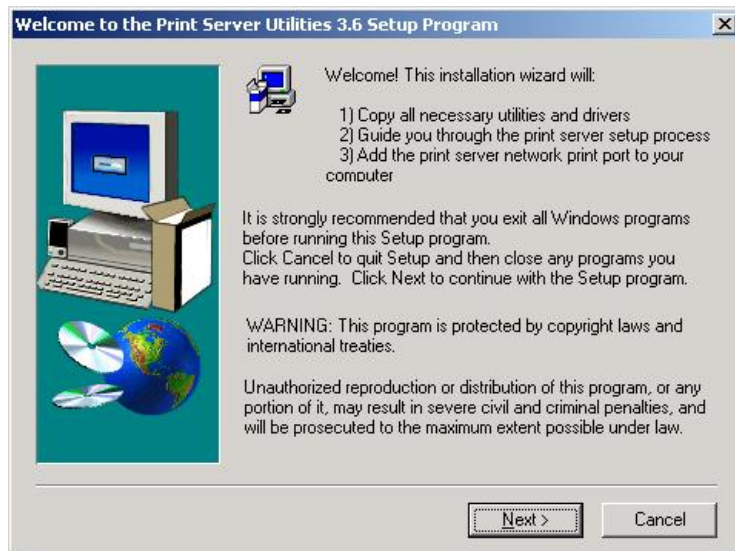 Welcome to the Print Server Utilities 3.6 Setup Program
Welcome! This installation wizard will:
1) Copy all necessary utilities and drivers
2) Guide you through the print server setup process
3) Add the print server network print port to your
computer
It is strongly recommended that you exit all Windows programs
before running this Setup program.
Click Cancel to quit Setup and then close any programs you
have running. Click Next to continue with the Setup program.
WARNING: This program is protected by copyright laws and
international treaties.
Unauthorized reproduction or distribution of this program, or any
portion of it, may result in severe civil and criminal penalties, and
will be prosecuted to the maximum extent possible under law.
Next >
Cancel